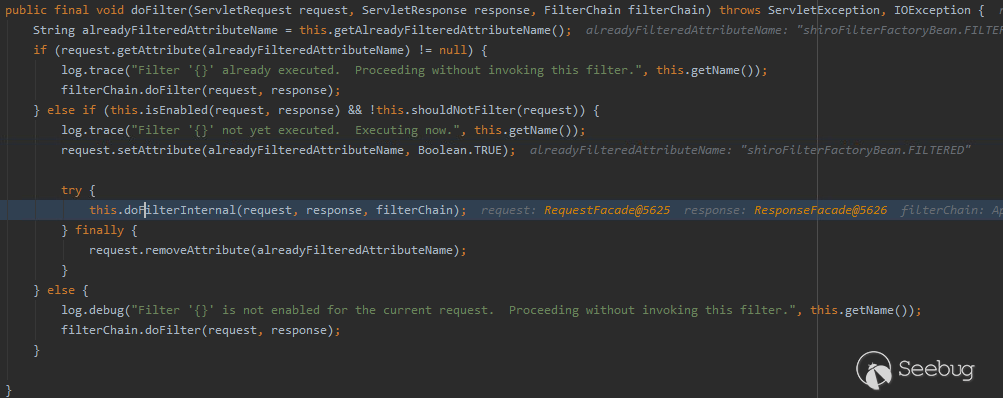 public final void doFilter(ServletRequest request, ServletResponse response, FilterChain filterChain) throws ServletException, IOException {
String alreadyFilteredAttributeName = this.getAlreadyFilteredAttributeName(); alreadyFilteredAttributeName: "shiroFilterFactoryBean.FILTER
if (request.getAttribute(alreadyFilteredAttributeName) != null) {
log.trace("Filter '{}' already executed.  Proceeding without invoking this filter.", this.getName());
filterChain.doFilter(request, response);
} else if (this.isEnabled(request, response) && !this.shouldNotFilter(request)) {
log.trace("Filter '{}' not yet executed.  Executing now.", this.getName());
request.setAttribute(alreadyFilteredAttributeName, Boolean.TRUE); alreadyFilteredAttributeName: "shiroFilterFactoryBean.FILTERED"
try {
this.doFilterInternal(request, response, filterChain); request: RequestFacade@5625 response: ResponseFacade@5626 filterChain: Ap
} finally {
request.removeAttribute(alreadyFilteredAttributeName);
}
} else {
log.debug("Filter '{}' is not enabled for the current request.  Proceeding without invoking this filter.", this.getName());
filterChain.doFilter(request, response);
}
}
Seebug